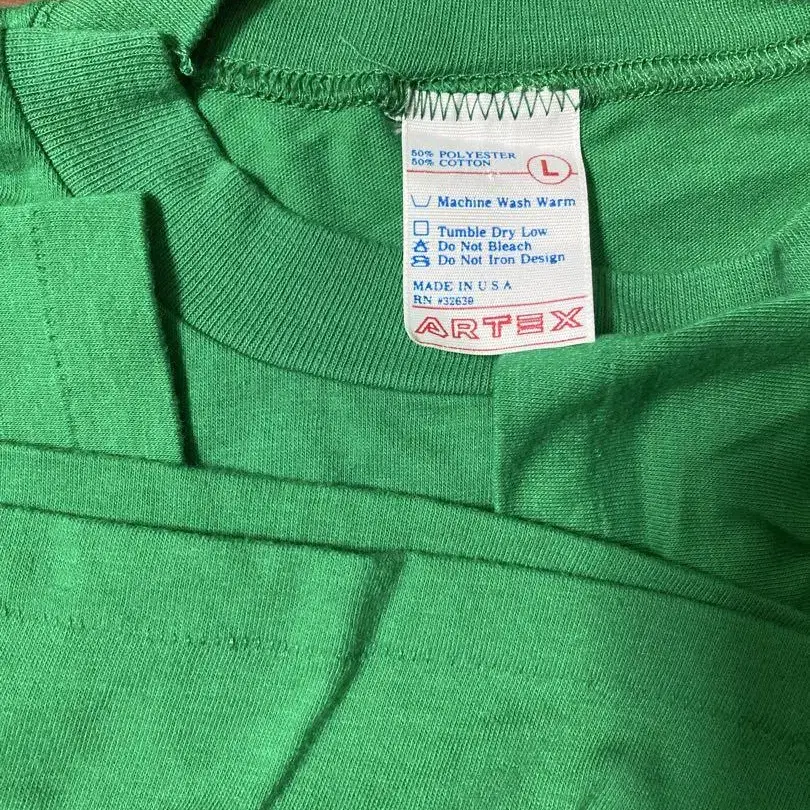 50% POLYESTER
50% COTTON
L
Machine Wash Warm
Tumble Dry Low
Do Not Bleach
Do Not Iron Design
MADE IN U S A
RN #32639
ARTEX